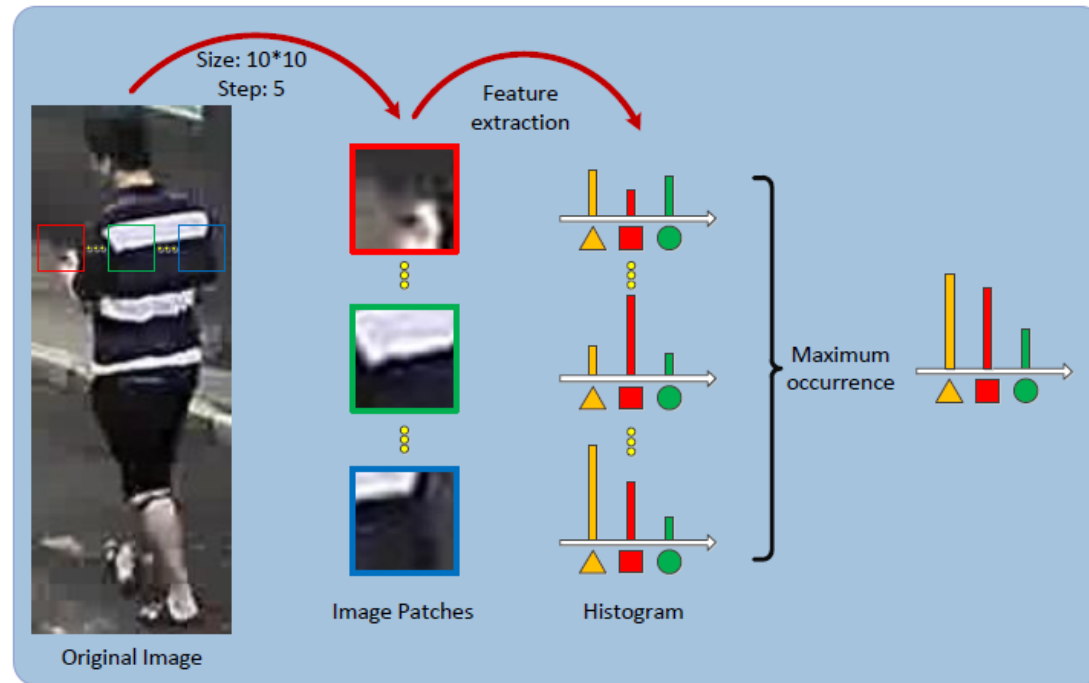 Size: 10*10
Step: 5
Feature
extraction
Maximum
occurrence
Image Patches
Histogram
Original Image